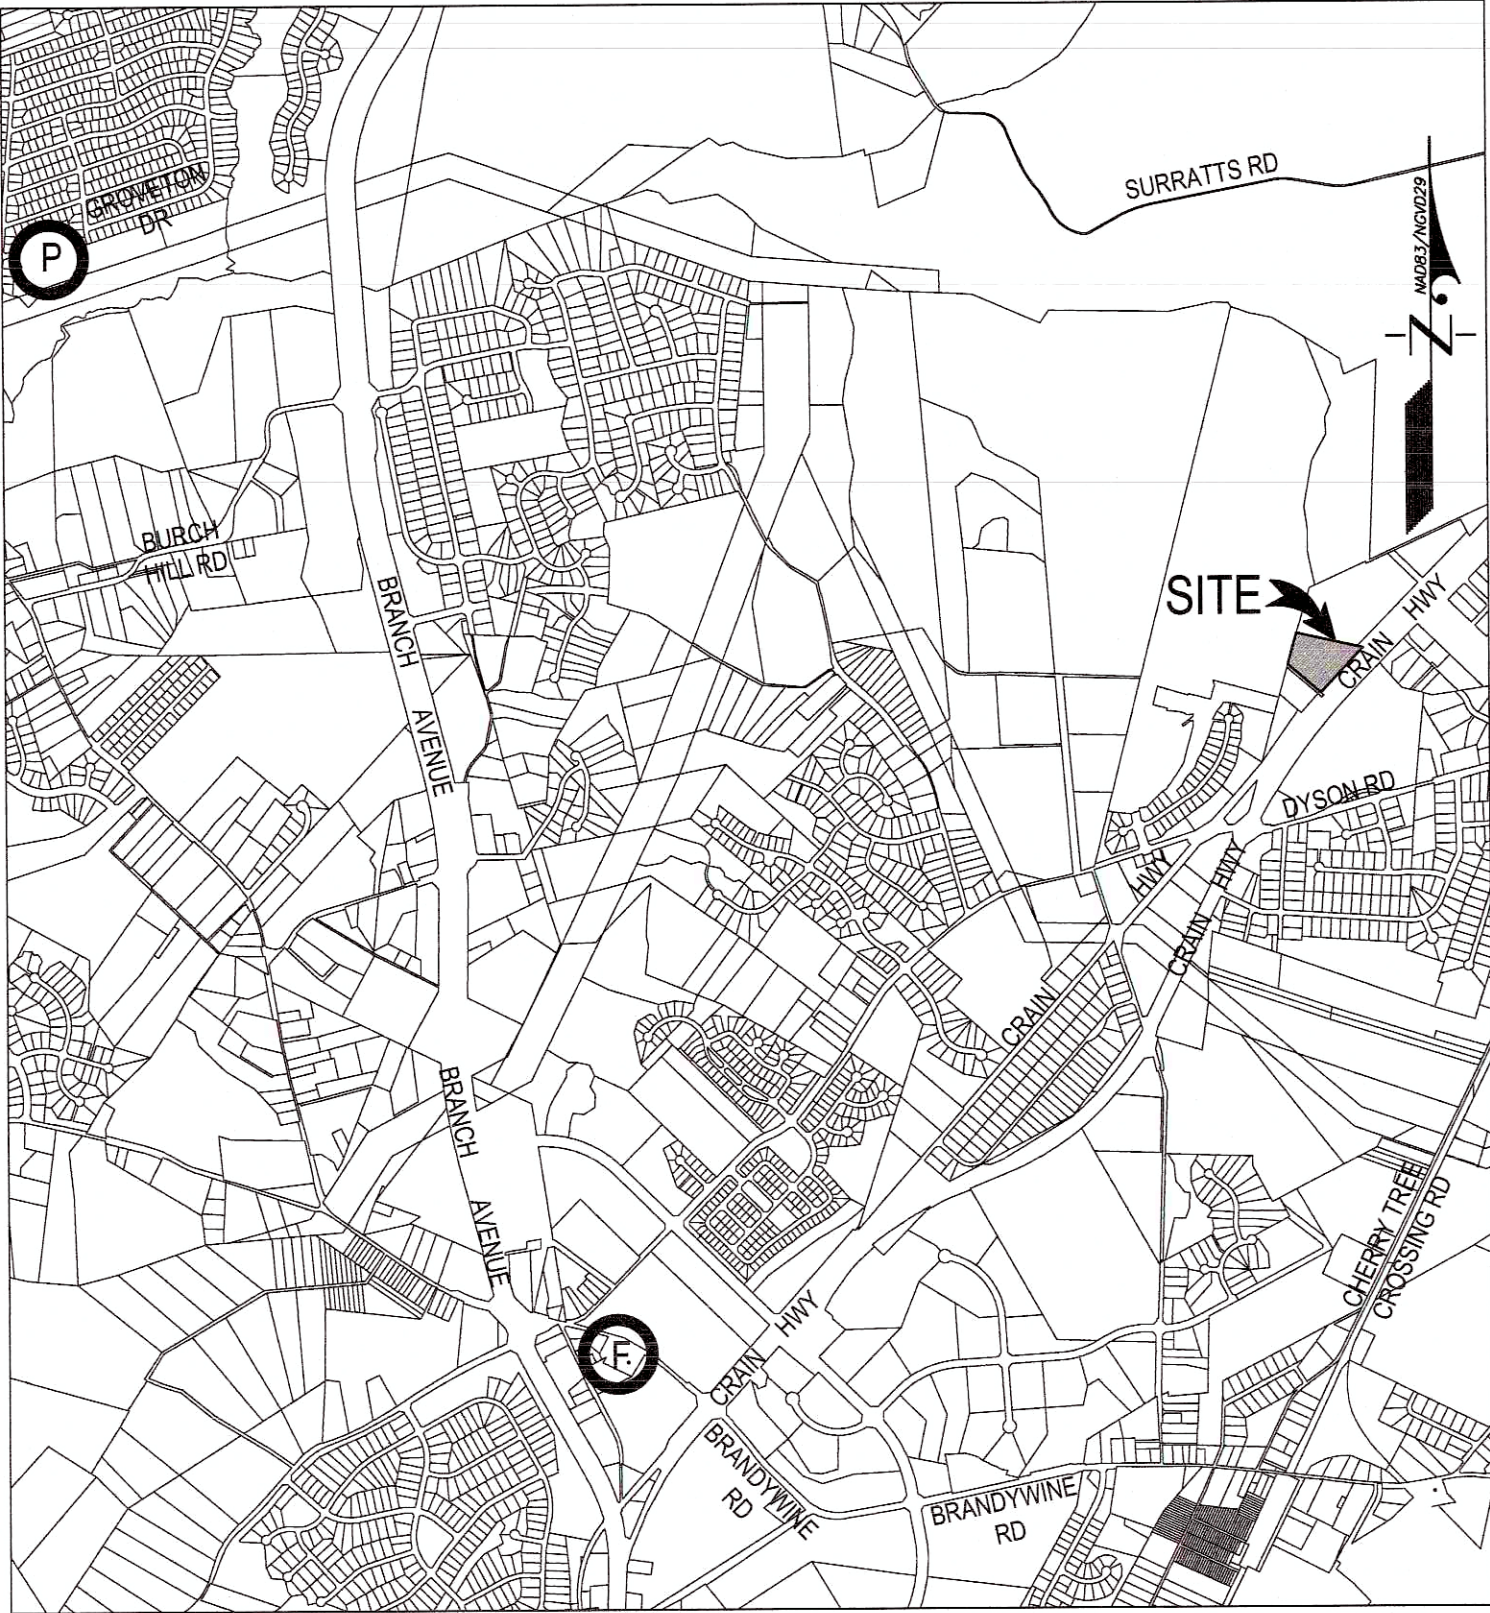 SURRATTS RD
NAD83/NGVD29
GROVETON
DR
P
N
BURCH
HILL RD
BRANCH
AVENUE
SITE
CRAIN
HWY
DYSON RD
HWY
CRAIN
HWY
CRAIN
BRANCH
AVENUE
CHERRY TREE
CROSSING RD
F.
CRAIN
HWY
BRANDYWINE
RD
BRANDYWINE
RD